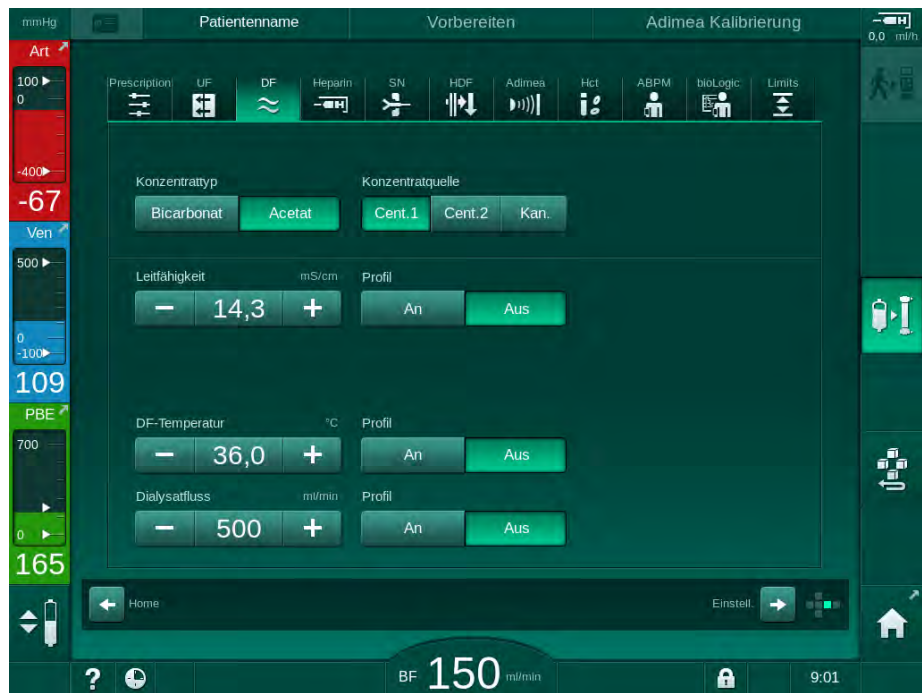 mmHg Patientenname Vorbereiten Adimea Kalibrierung 0,0 ml/h
Art
100
0
-400
-67
Ven
500
0
-100
109
PBE
700
0
165
Prescription UF DF Heparin SN HDF Adimea Hct ABPM bioLogic Limits
Konzentrattyp Konzentratquelle
Bicarbonat Acetat Cent.1 Cent.2 Kan.
Leitfähigkeit mS/cm Profil
− 14,3 + An Aus
DF-Temperatur °C Profil
− 36,0 + An Aus
Dialysatfluss ml/min Profil
− 500 + An Aus
Home Einstell.
? BF 150 ml/min 9:01